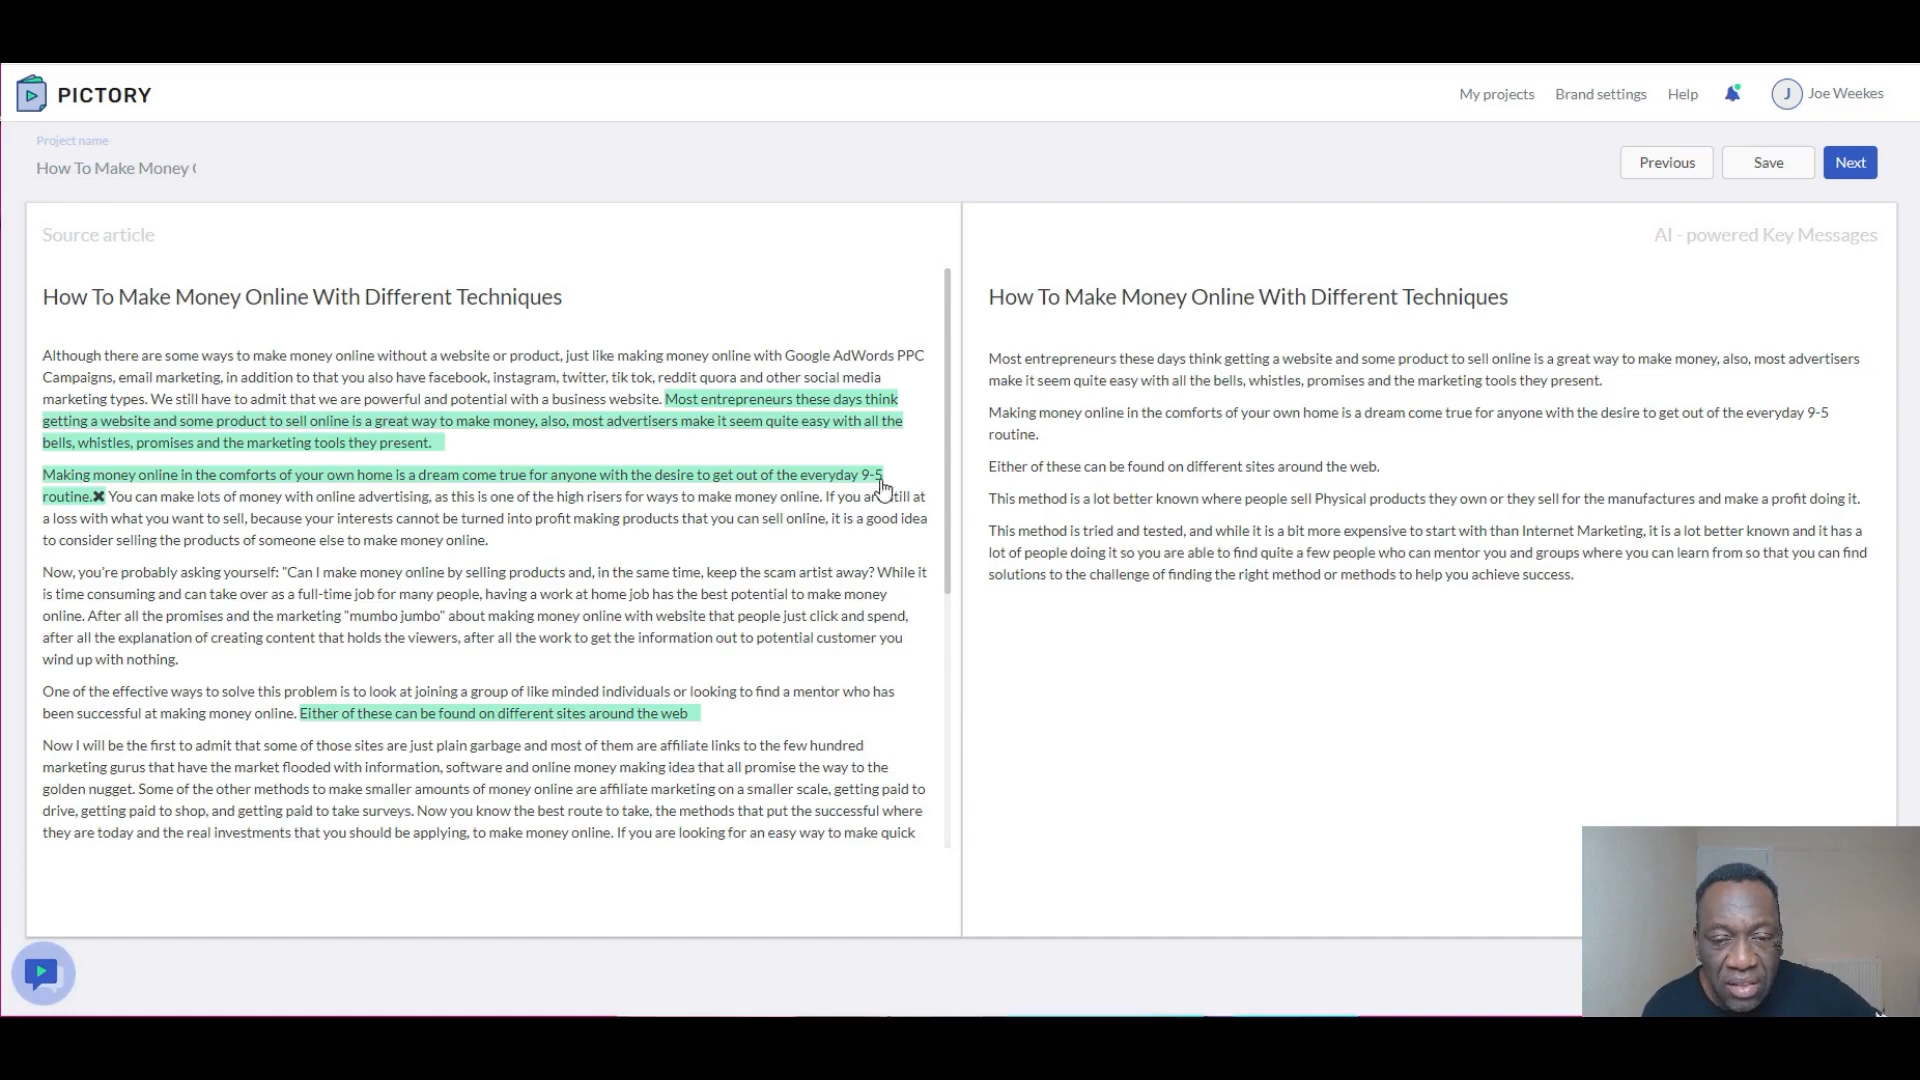 PICTORY
My projects
Brand settings
Help
J
Joe Weekes
Project name
How To Make Money
Previous
Save
Next
Source article
How To Make Money Online With Different Techniques
Although there are some ways to make money online without a website or product, just like making money online with Google AdWords PPC
Campaigns, email marketing, in addition to that you also have facebook, instagram, twitter, tik tok, reddit quora and other social media
marketing types. We still have to admit that we are powerful and potential with a business website. Most entrepreneurs these days think
getting a website and some product to sell online is a great way to make money, also, most advertisers make it seem quite easy with all the
bells, whistles, promises and the marketing tools they present.
Making money online in the comforts of your own home is a dream come true for anyone with the desire to get out of the everyday 9-5
routine. You can make lots of money with online advertising, as this is one of the high risers for ways to make money online. If you at
a loss with what you want to sell, because your interests cannot be turned into profit making products that you can sell online, it is a good idea
to consider selling the products of someone else to make money online.
Now, you're probably asking yourself: "Can I make money online by selling products and, in the same time, keep the scam artist away? While it
is time consuming and can take over as a full-time job for many people, having a work at home job has the best potential to make money
online. After all the promises and the marketing "mumbo jumbo" about making money online with website that people just click and spend,
after all the explanation of creating content that holds the viewers, after all the work to get the information out to potential customer you
wind up with nothing.
One of the effective ways to solve this problem is to look at joining a group of like minded individuals or looking to find a mentor who has
been successful at making money online. Either of these can be found on different sites around the web
Now I will be the first to admit that some of those sites are just plain garbage and most of them are affiliate links to the few hundred
marketing gurus that have the market flooded with information, software and online money making idea that all promise the way to the
golden nugget. Some of the other methods to make smaller amounts of money online are affiliate marketing on a smaller scale, getting paid to
drive, getting paid to shop, and getting paid to take surveys. Now you know the best route to take, the methods that put the successful where
they are today and the real investments that you should be applying, to make money online. If you are looking for an easy way to make quick
AI - powered Key Messages
How To Make Money Online With Different Techniques
Most entrepreneurs these days think getting a website and some product to sell online is a great way to make money, also, most advertisers
make it seem quite easy with all the bells, whistles, promises and the marketing tools they present.
Making money online in the comforts of your own home is a dream come true for anyone with the desire to get out of the everyday 9-5
routine.
Either of these can be found on different sites around the web.
This method is a lot better known where people sell Physical products they own or they sell for the manufactures and make a profit doing it.
This method is tried and tested, and while it is a bit more expensive to start with than Internet Marketing, it is a lot better known and it has a
lot of people doing it so you are able to find quite a few people who can mentor you and groups where you can learn from so that you can find
solutions to the challenge of finding the right method or methods to help you achieve success.